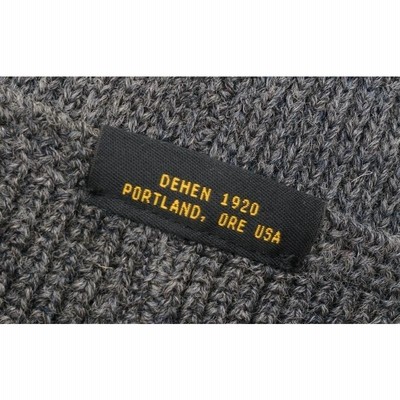 DEHEN 1920
PORTLAND, ORE USA